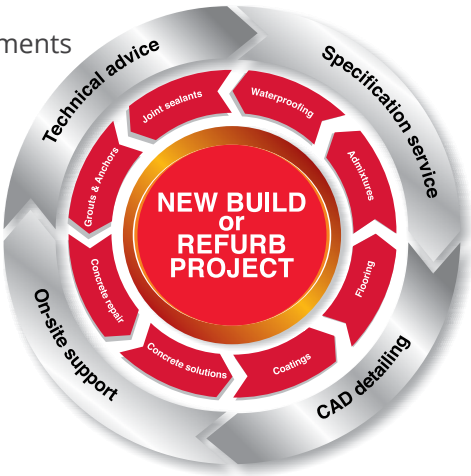 ments
Technical advice
Specification service
CAD detailing
On-site support
Joint sealants
Waterproofing
Admixtures
Flooring
Coatings
Concrete solutions
Concrete repair
Grouts & Anchors
NEW BUILD
or
REFURB
PROJECT